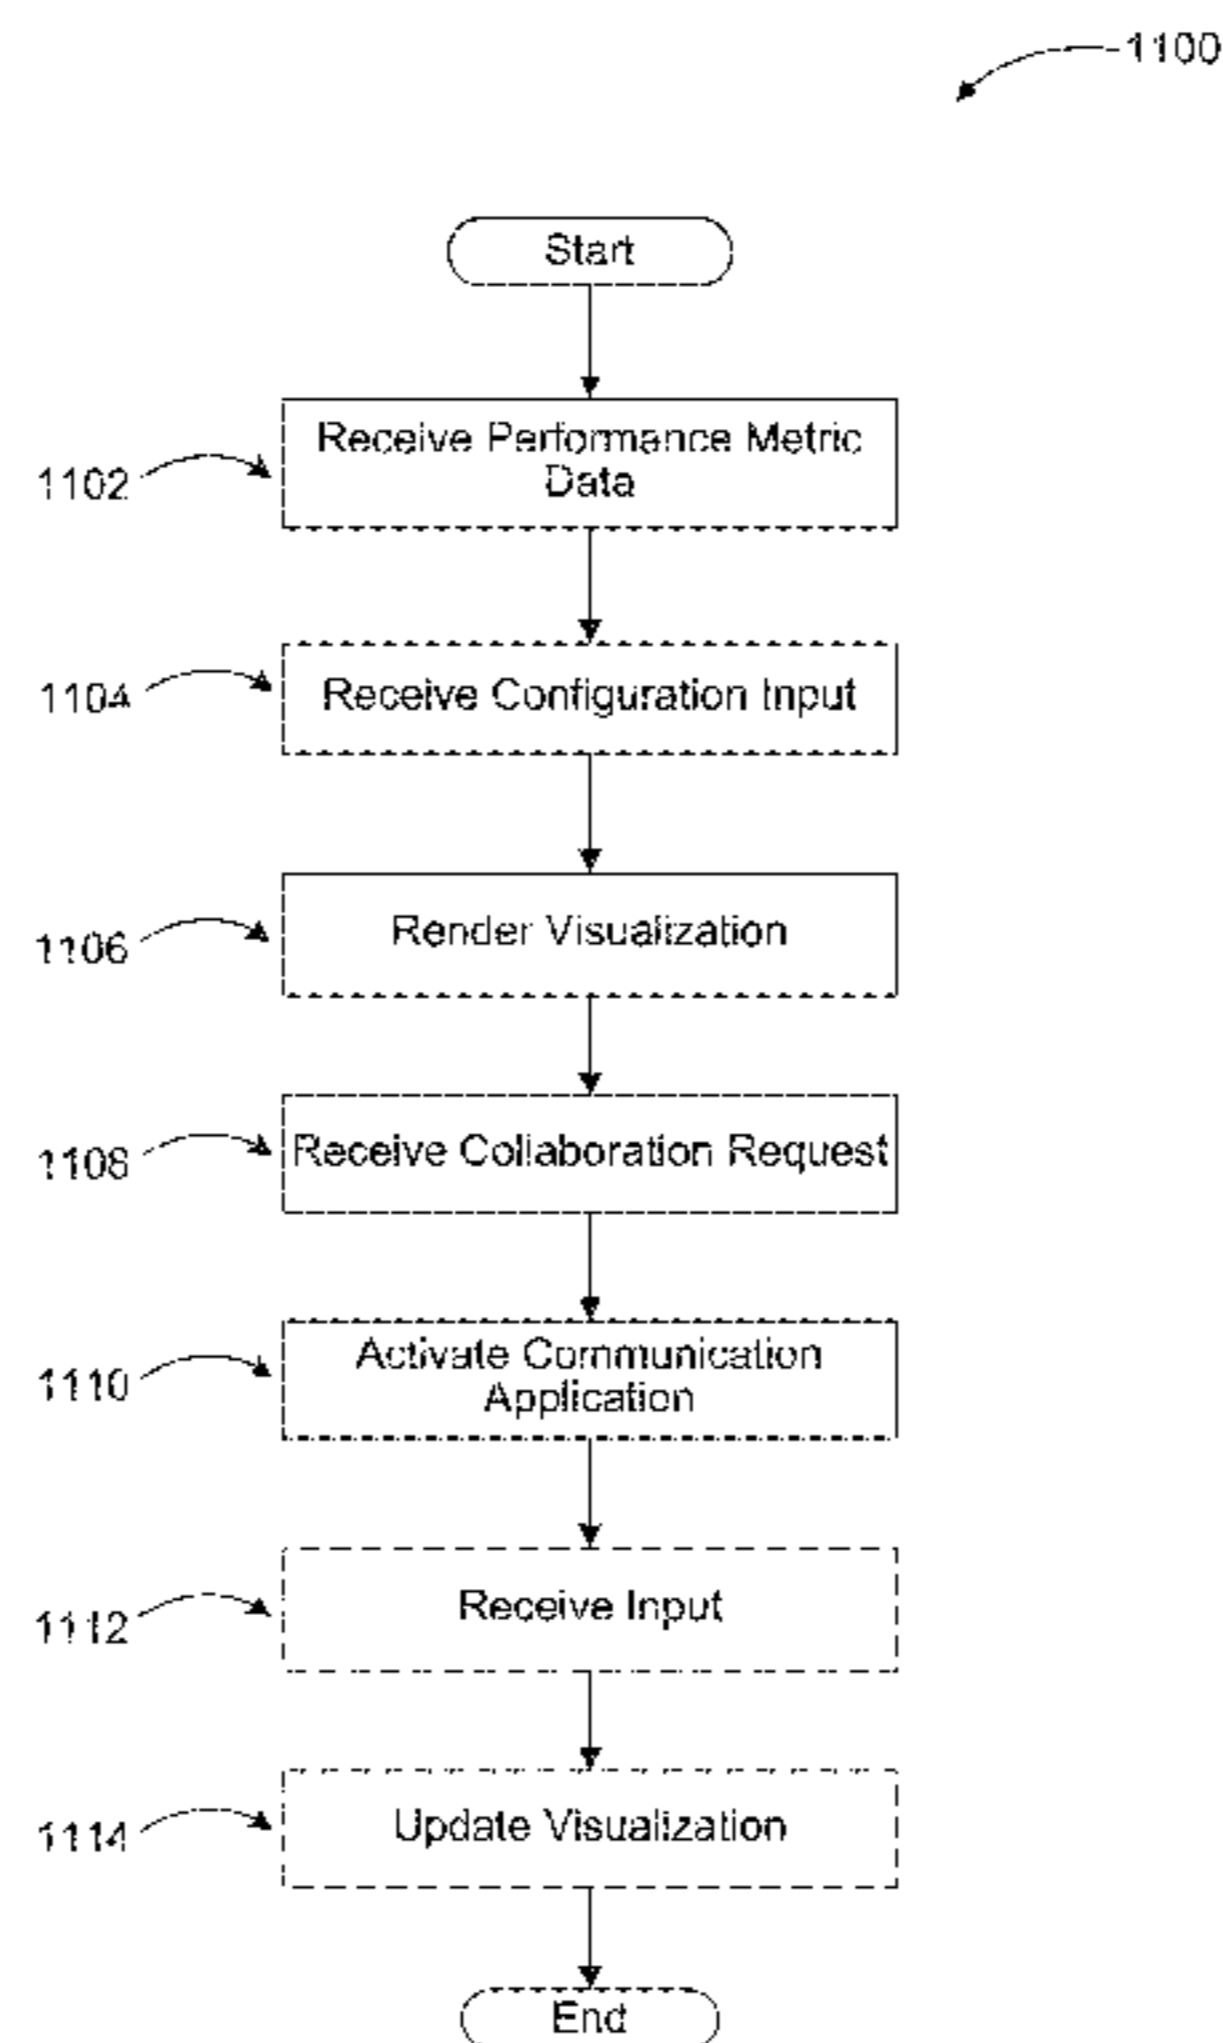 1100
Start
Receive Performance Metric
Data
1102
Receive Configuration Input
1104
Render Visualization
1106
Receive Collaboration Request
1108
Activate Communication
Application
1110
Receive Input
1112
Update Visualization
1114
End